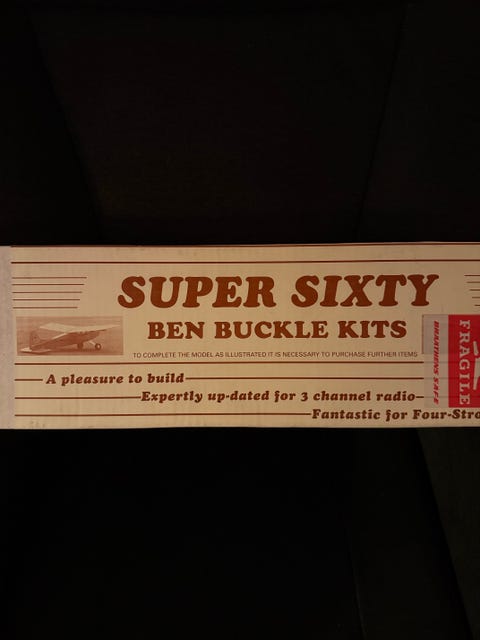 SUPER SIXTY
BEN BUCKLE KITS
TO COMPLETE THE MODEL AS ILLUSTRATED IT IS NECESSARY TO PURCHASE FURTHER ITEMS
A pleasure to build
Expertly up-dated for 3 channel radio
Fantastic for Four-Stro
FRAGILE